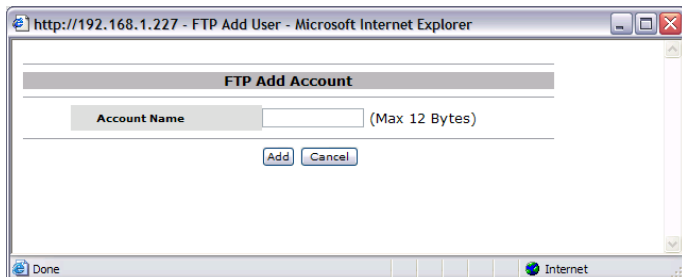 http://192.168.1.227 - FTP Add User - Microsoft Internet Explorer
FTP Add Account
Account Name (Max 12 Bytes)
Add Cancel
Done Internet